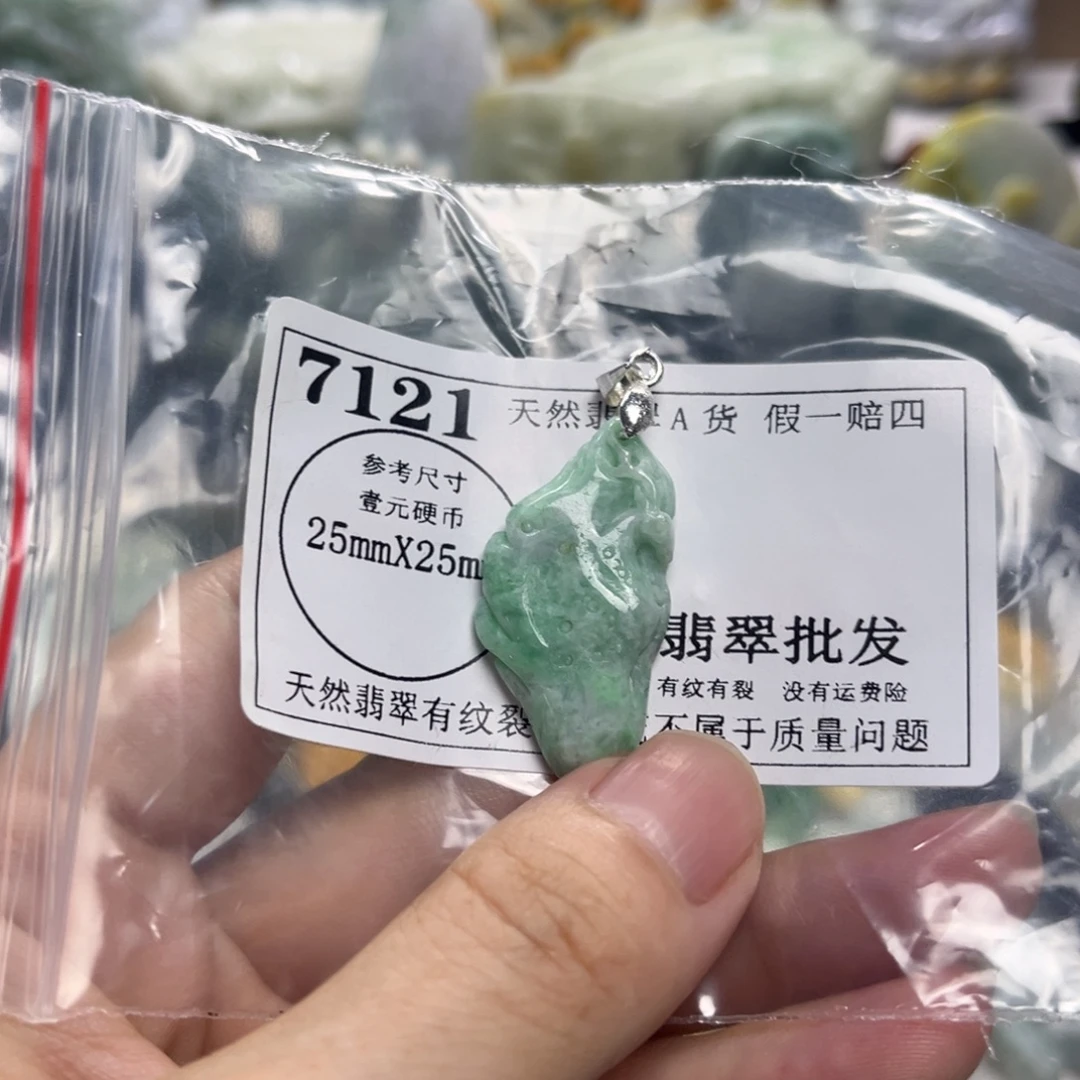 7121
天然翡翠A货 假一赔四
参考尺寸
壹元硬币
25mmX25m
翡翠批发
有纹有裂 没有运费险
天然翡翠有纹裂 不属于质量问题